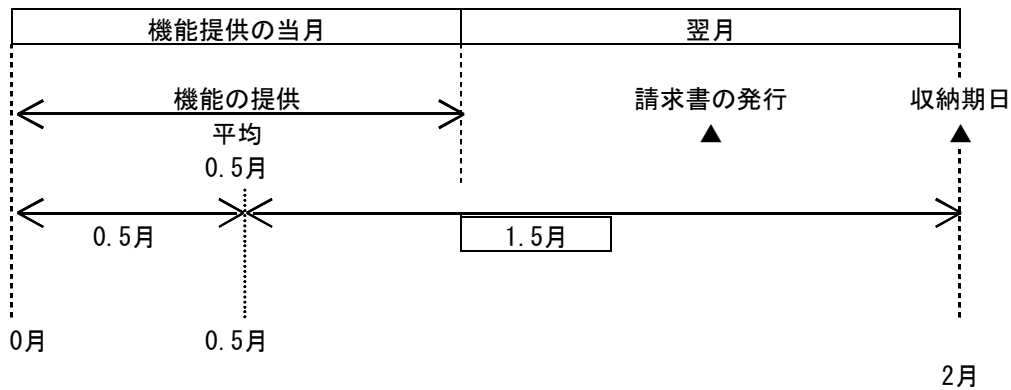 機能提供の当月 翌月
機能の提供 請求書の発行 収納期日
平均 ▲ ▲
0.5月
0.5月 1.5月
0月 0.5月
2月